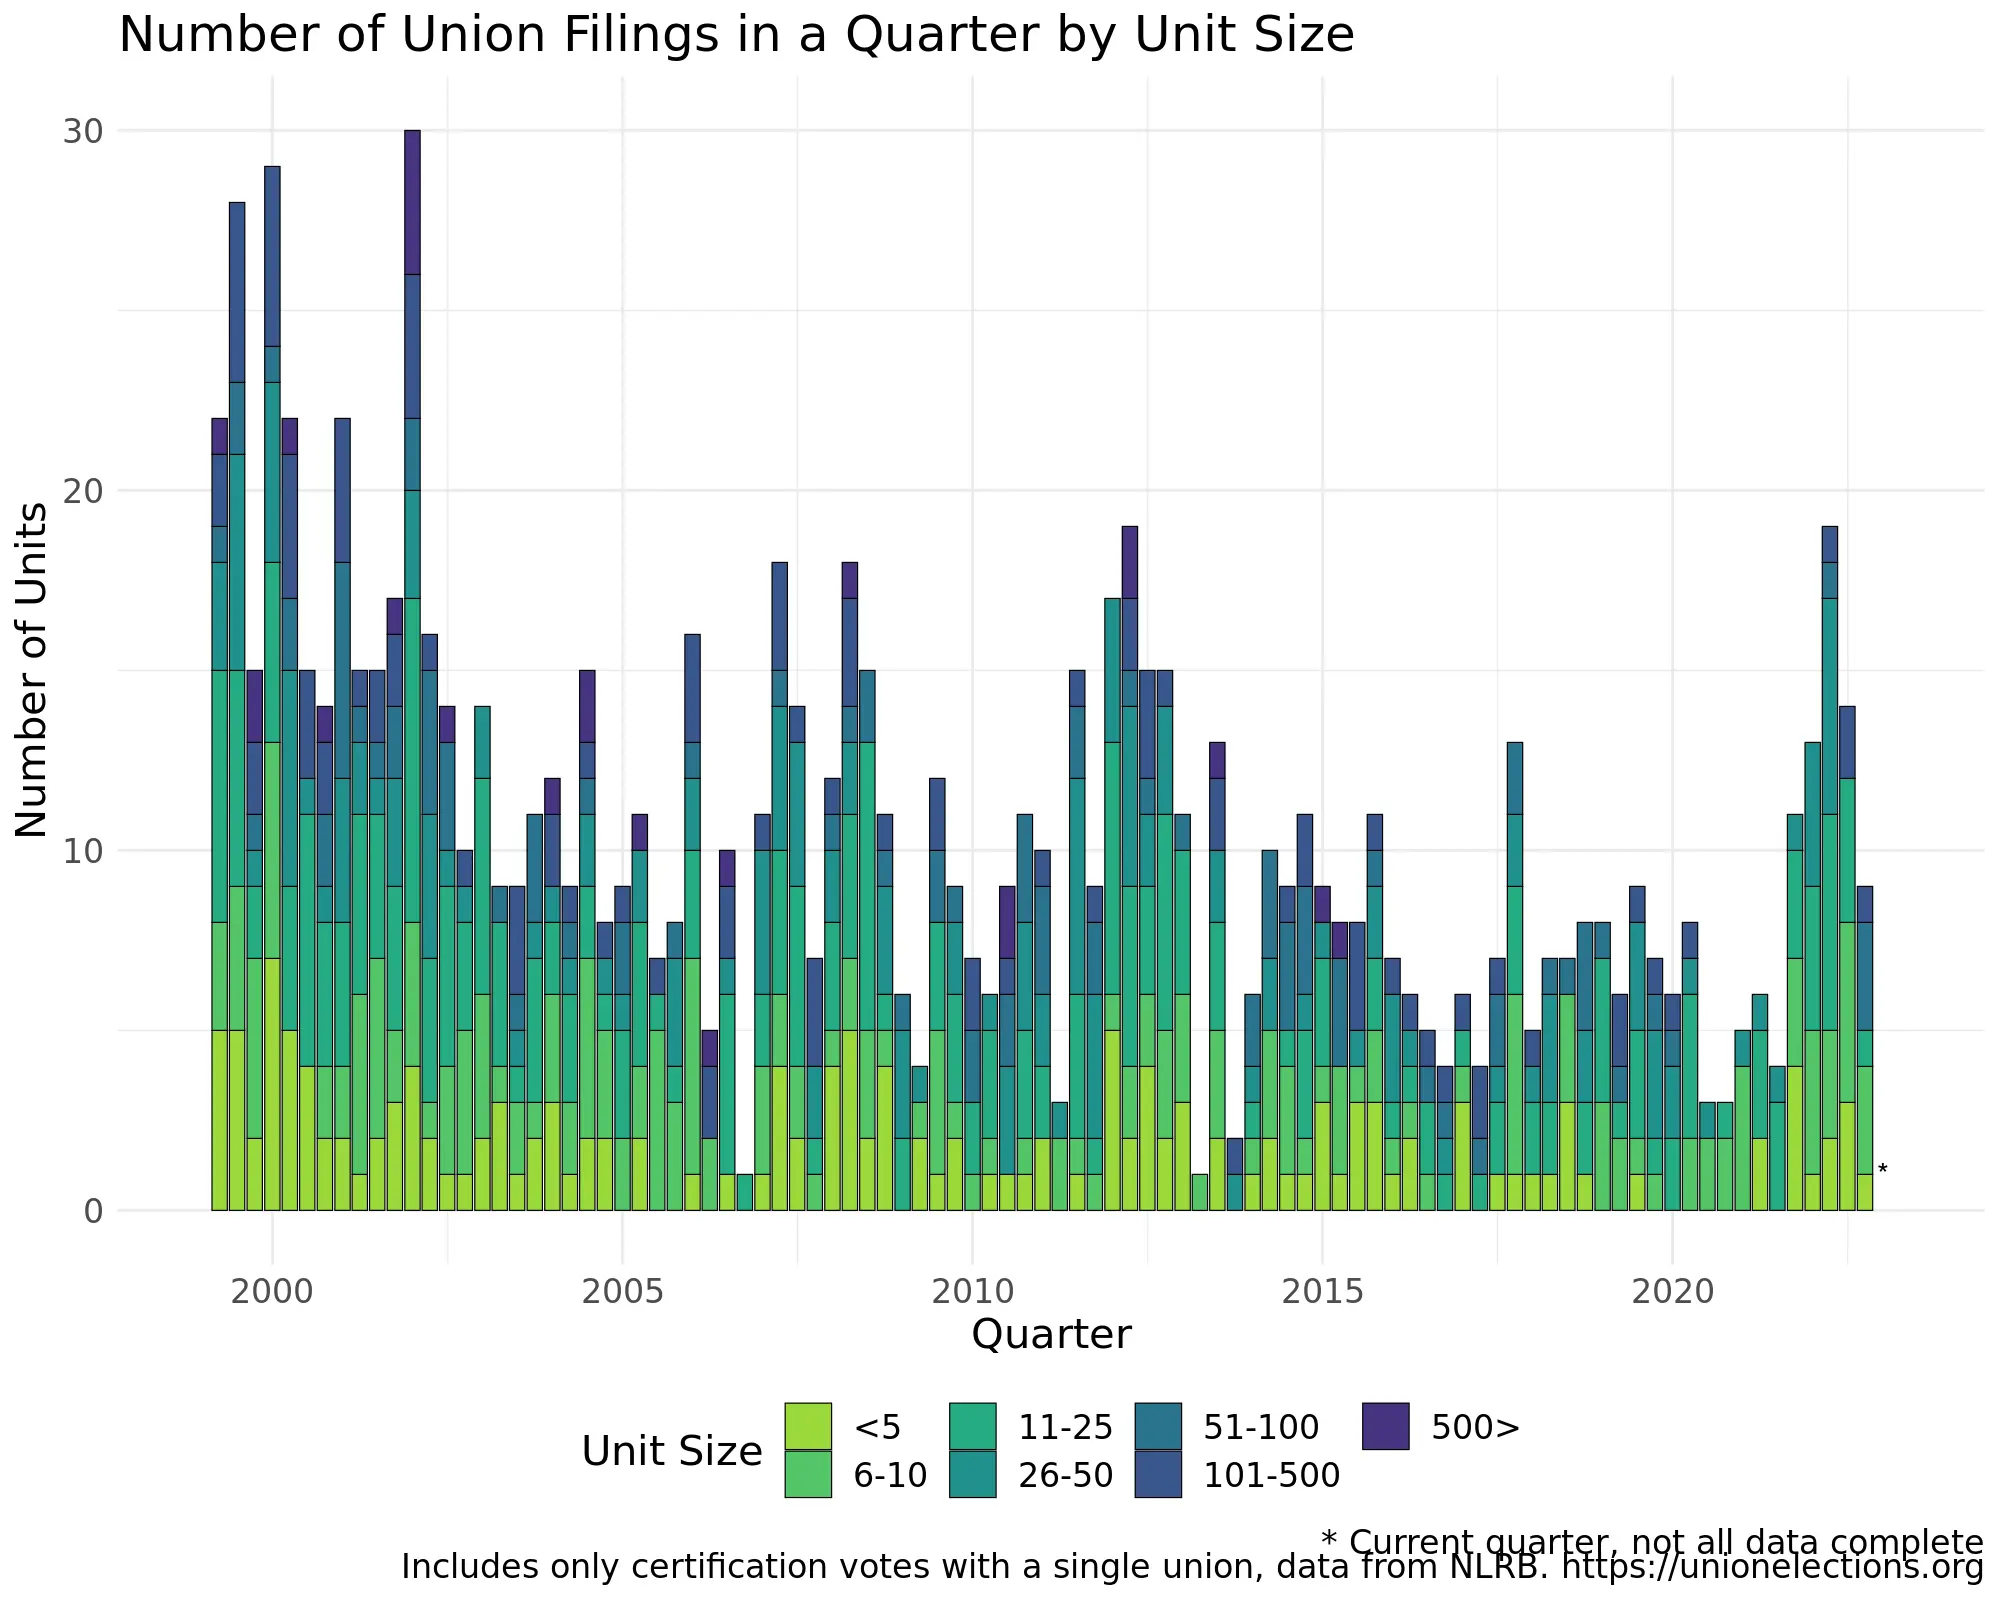 Number of Union Filings in a Quarter by Unit Size
Number of Units
30
20
10
0
*
2000 2005 2010 2015 2020
Quarter
Unit Size
<5 11-25 51-100 500>
6-10 26-50 101-500
* Current quarter, not all data complete
Includes only certification votes with a single union, data from NLRB. https://unionelections.org